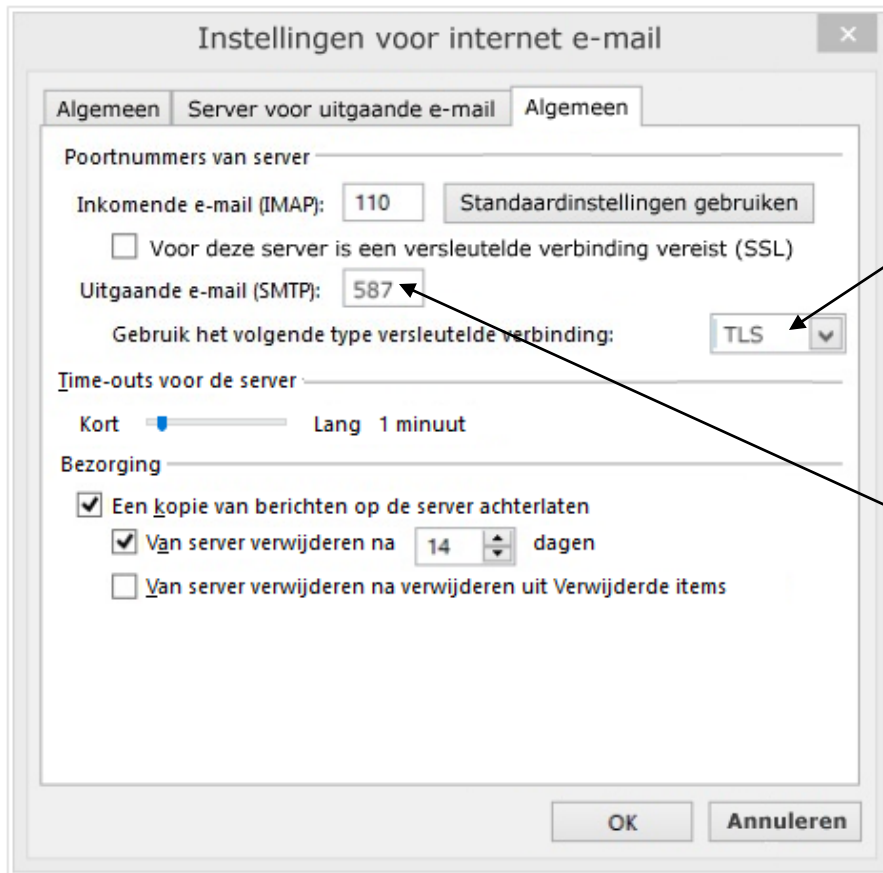 Instellingen voor internet e-mail
Algemeen Server voor uitgaande e-mail Algemeen
Poortnummers van server
Inkomende e-mail (IMAP): 110 Standaardinstellingen gebruiken
Voor deze server is een versleutelde verbinding vereist (SSL)
Uitgaande e-mail (SMTP): 587
Gebruik het volgende type versleutelde verbinding: TLS
Time-outs voor de server
Kort Lang 1 minuut
Bezorging
Een kopie van berichten op de server achterlaten
Van server verwijderen na 14 dagen
Van server verwijderen na verwijderen uit Verwijderde items
OK Annuleren